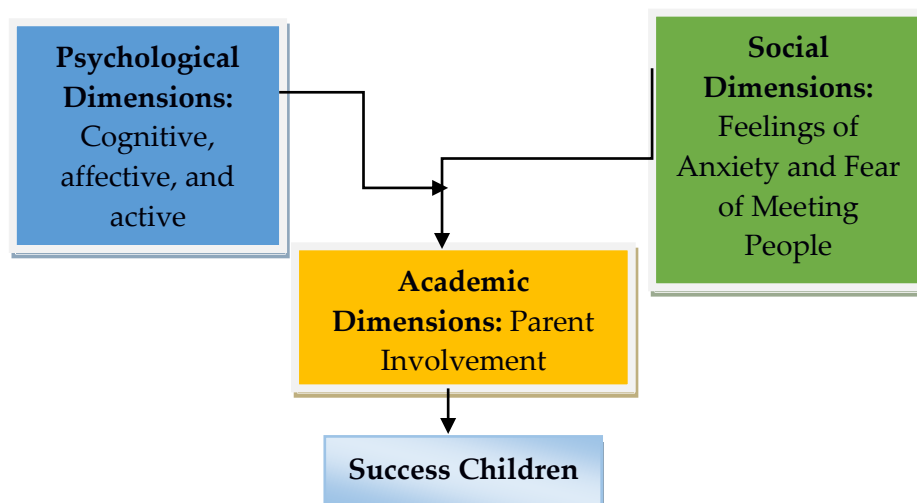 Psychological
Dimensions:
Cognitive,
affective, and
active
Social
Dimensions:
Feelings of
Anxiety and Fear
of Meeting
People
Academic
Dimensions: Parent
Involvement
Success Children